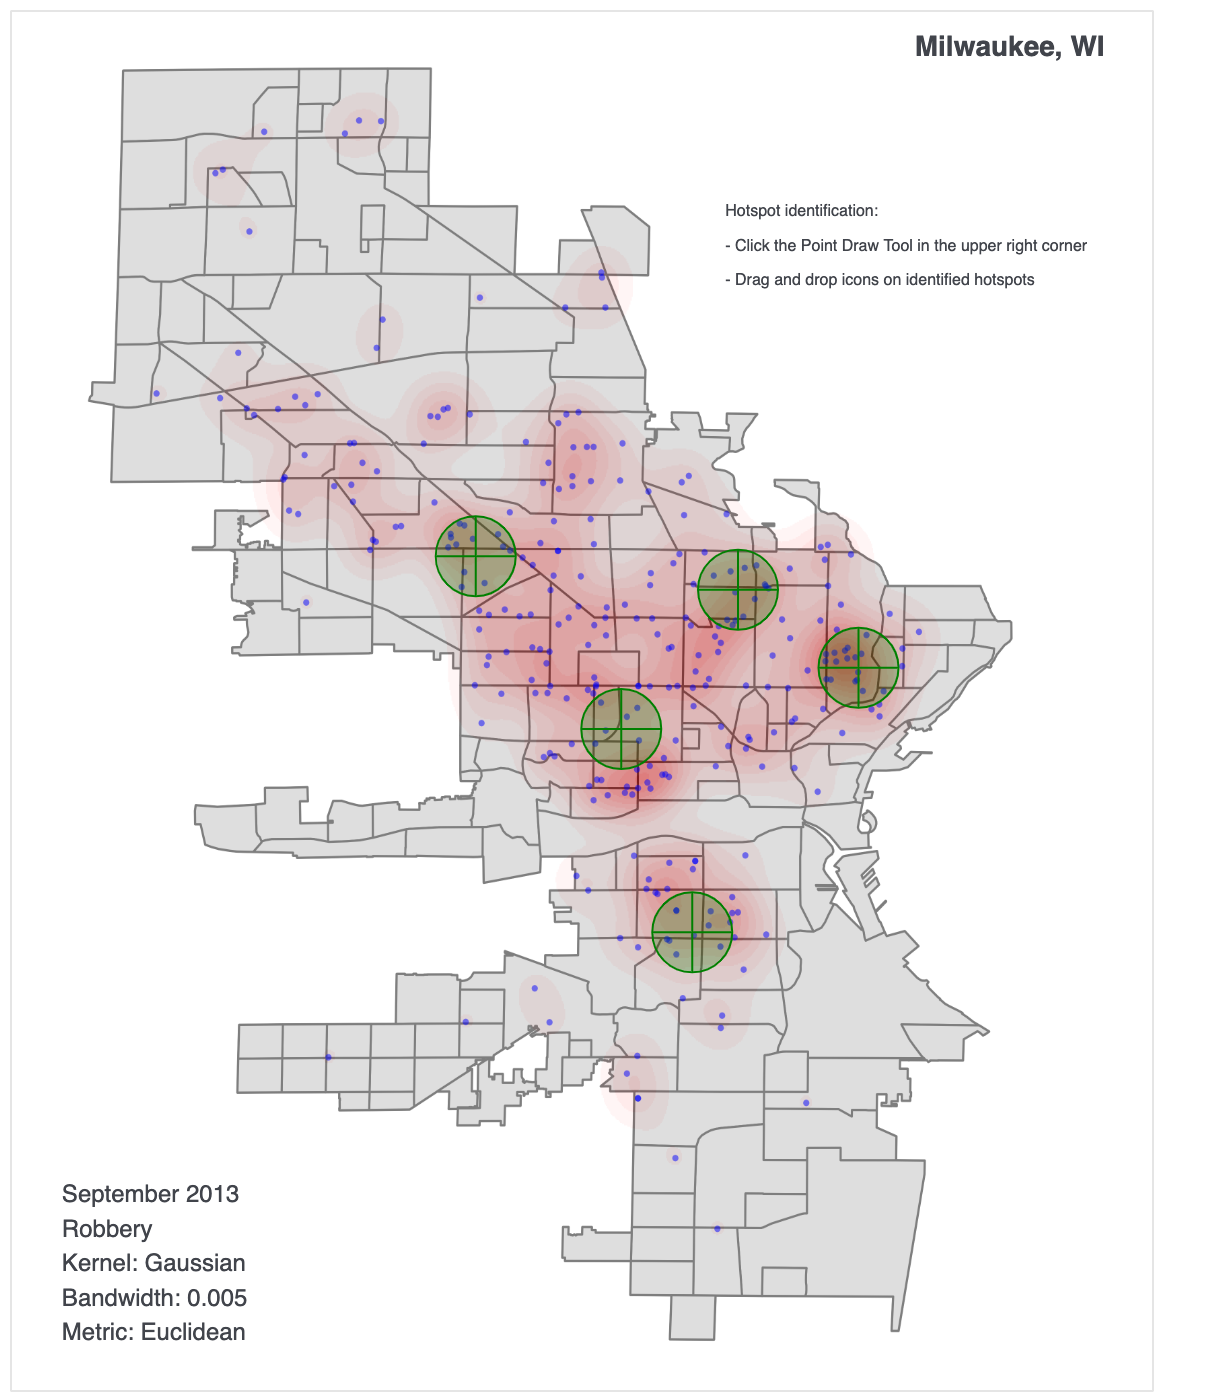 Milwaukee, WI
Hotspot identification:
- Click the Point Draw Tool in the upper right corner
- Drag and drop icons on identified hotspots
September 2013
Robbery
Kernel: Gaussian
Bandwidth: 0.005
Metric: Euclidean